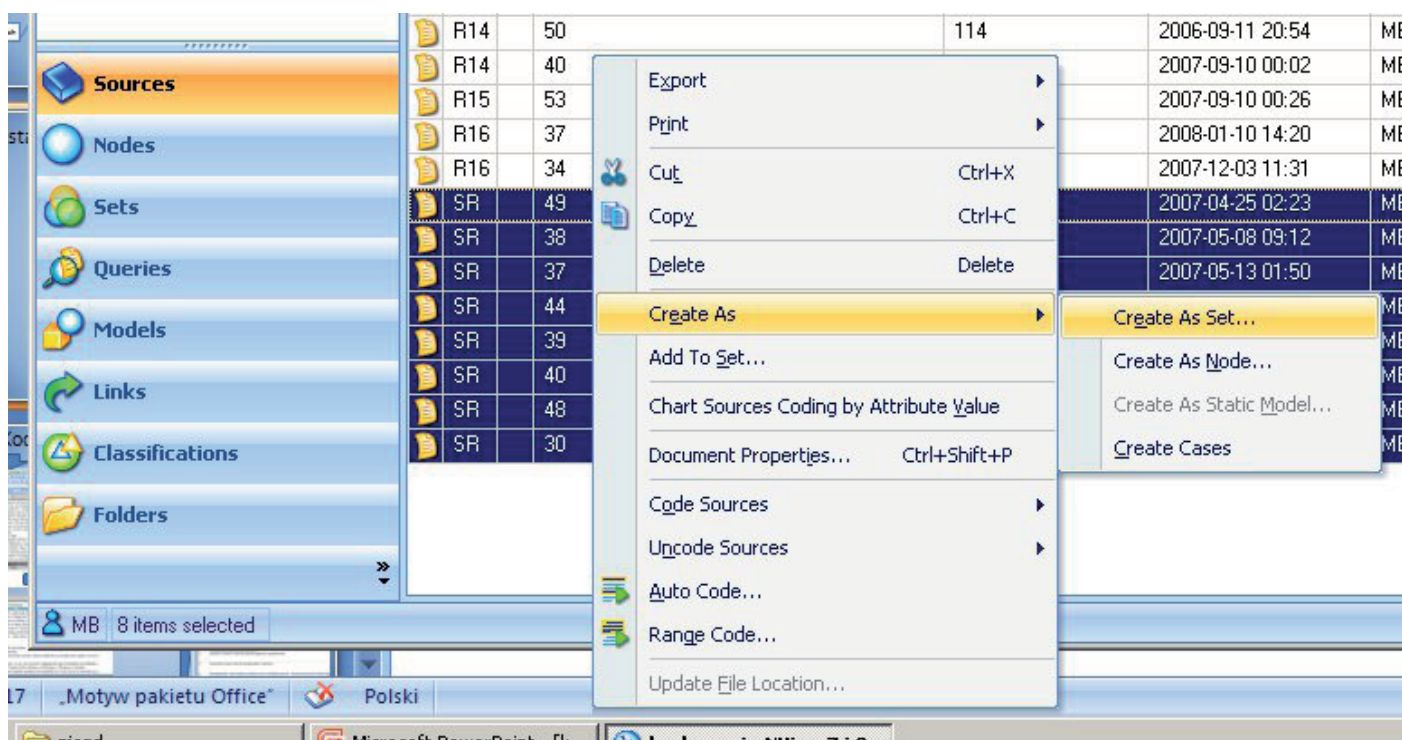 R14 50 114 2006-09-11 20:54
R14 40 2007-09-10 00:02
R15 53 2007-09-10 00:26
R16 37 2008-01-10 14:20
R16 34 2007-12-03 11:31
SR 49 2007-04-25 02:23
SR 38 2007-05-08 09:12
SR 37 2007-05-13 01:50
SR 44
SR 39
SR 40
SR 48
SR 30
Sources
Nodes
Sets
Queries
Models
Links
Classifications
Folders
»
Export
Print
Cut Ctrl+X
Copy Ctrl+C
Delete Delete
Create As
Add To Set...
Chart Sources Coding by Attribute Value
Document Properties... Ctrl+Shift+P
Code Sources
Uncode Sources
Auto Code...
Range Code...
Update File Location...
Create As Set...
Create As Node...
Create As Static Model...
Create Cases
MB 8 items selected
17 „Motyw pakietu Office" Polski
Microsoft PowerPoint